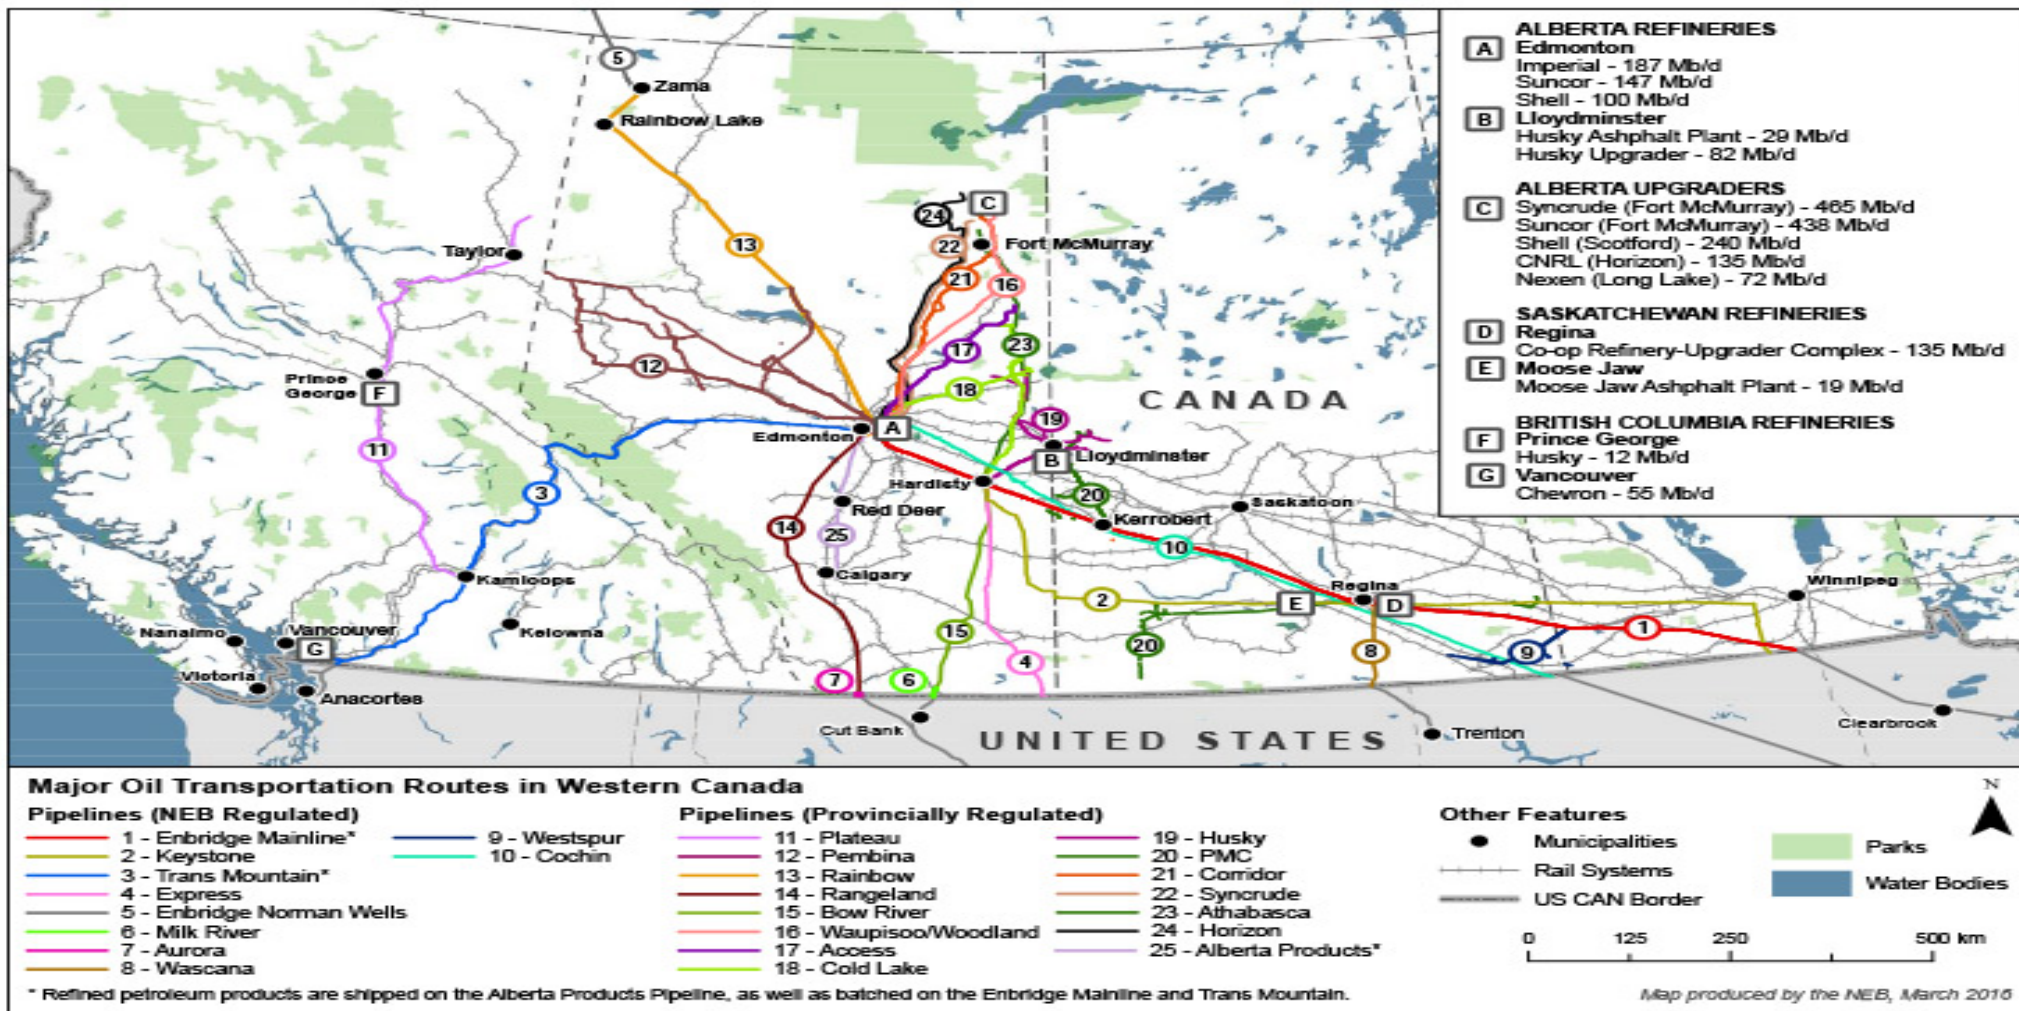 5
Zama
Rainbow Lake
24
C
13
22
Fort McMurray
Taylor
21
16
23
17
12
Prince
George
F
18
CANADA
19
Edmonton
A
11
B
Lloydminster
Hardisty
3
20
Saskatoon
Red Deer
Kerrobert
14
25
10
Calgary
Kamloops
Regina
Winnipeg
2
E
D
Nanaimo
Vancouver
Kelowna
15
1
G
20
4
8
9
Victoria
7
6
Anacortes
Cut Bank
UNITED STATES
Trenton
Clearbrook
ALBERTA REFINERIES
A Edmonton
Imperial - 187 Mb/d
Suncor - 147 Mb/d
Shell - 100 Mb/d
B Lloydminster
Husky Ashphalt Plant - 29 Mb/d
Husky Upgrader - 82 Mb/d
ALBERTA UPGRADERS
C Syncrude (Fort McMurray) - 465 Mb/d
Suncor (Fort McMurray) - 438 Mb/d
Shell (Scotford) - 240 Mb/d
CNRL (Horizon) - 135 Mb/d
Nexen (Long Lake) - 72 Mb/d
SASKATCHEWAN REFINERIES
D Regina
Co-op Refinery-Upgrader Complex - 135 Mb/d
E Moose Jaw
Moose Jaw Ashphalt Plant - 19 Mb/d
BRITISH COLUMBIA REFINERIES
F Prince George
Husky - 12 Mb/d
G Vancouver
Chevron - 55 Mb/d
Major Oil Transportation Routes in Western Canada
Pipelines (NEB Regulated)
1 - Enbridge Mainline*
2 - Keystone
3 - Trans Mountain*
4 - Express
5 - Enbridge Norman Wells
6 - Milk River
7 - Aurora
8 - Wascana
9 - Westspur
10 - Cochin
Pipelines (Provincially Regulated)
11 - Plateau
12 - Pembina
13 - Rainbow
14 - Rangeland
15 - Bow River
16 - Waupisoo/Woodland
17 - Access
18 - Cold Lake
19 - Husky
20 - PMC
21 - Corridor
22 - Syncrude
23 - Athabasca
24 - Horizon
25 - Alberta Products*
Other Features
Municipalities
Rail Systems
US CAN Border
Parks
Water Bodies
N
0 125 250 500 km
* Refined petroleum products are shipped on the Alberta Products Pipeline, as well as batched on the Enbridge Mainline and Trans Mountain.
Map produced by the NEB, March 2016